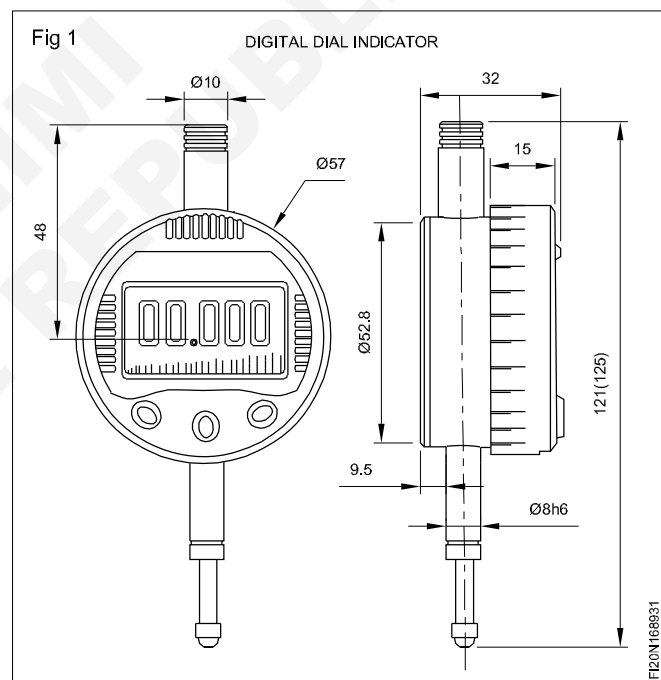 Fig 1
DIGITAL DIAL INDICATOR
Ø10
32
15
Ø57
48
00.000
Ø52.8
121(125)
9.5
Ø8h6
FI20N168931
REPUBL